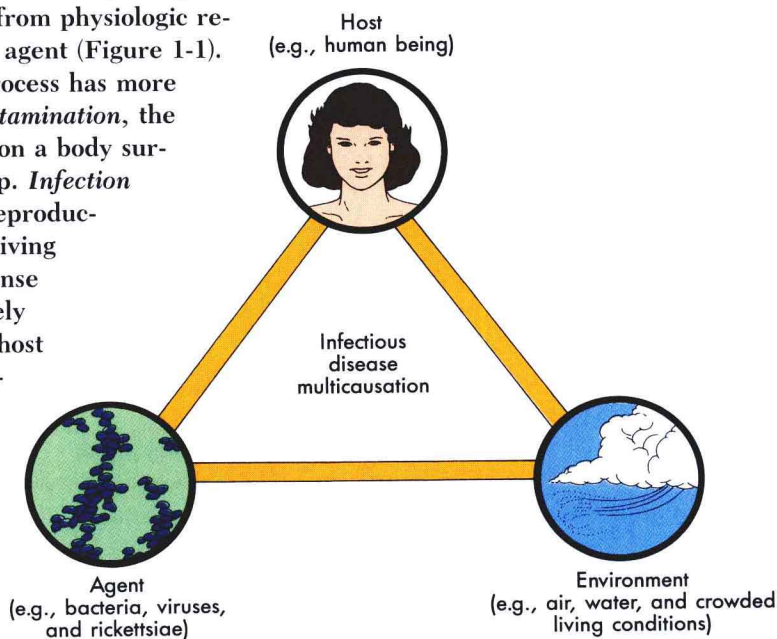 from physiologic re-
agent (Figure 1-1).
rocess has more
tamination, the
on a body sur-
p. Infection
eproduc-
iving
nse
ely
host
-
Host
(e.g., human being)
Infectious
disease
multicausation
Agent
(e.g., bacteria, viruses,
and rickettsiae)
Environment
(e.g., air, water, and crowded
living conditions)